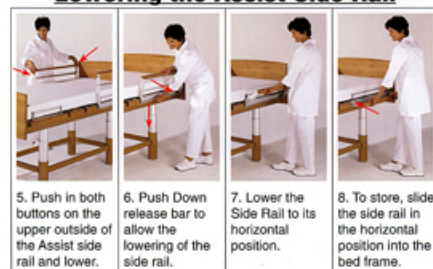 Lowering the Assist Side Rail
5. Push in both
buttons on the
upper outside of
the Assist side
rail and lower.
6. Push Down
release bar to
allow the
lowering of the
side rail.
7. Lower the
Side Rail to its
horizontal
position.
8. To store, slide
the side rail in
the horizontal
position into the
bed frame.